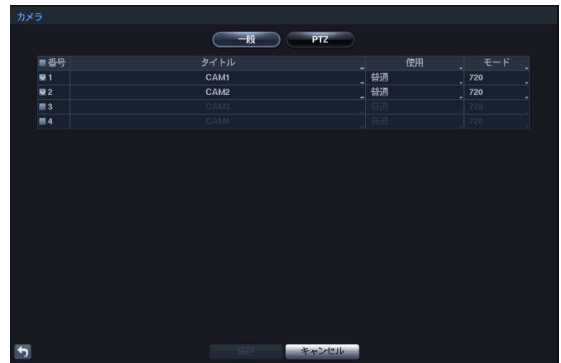 カメラ
一般 PTZ
番号 タイトル 使用 モード
1 CAM1 普通 720
2 CAM2 普通 720
3 CAM3 普通 720
4 CAM4 普通 720
保存 キャンセル